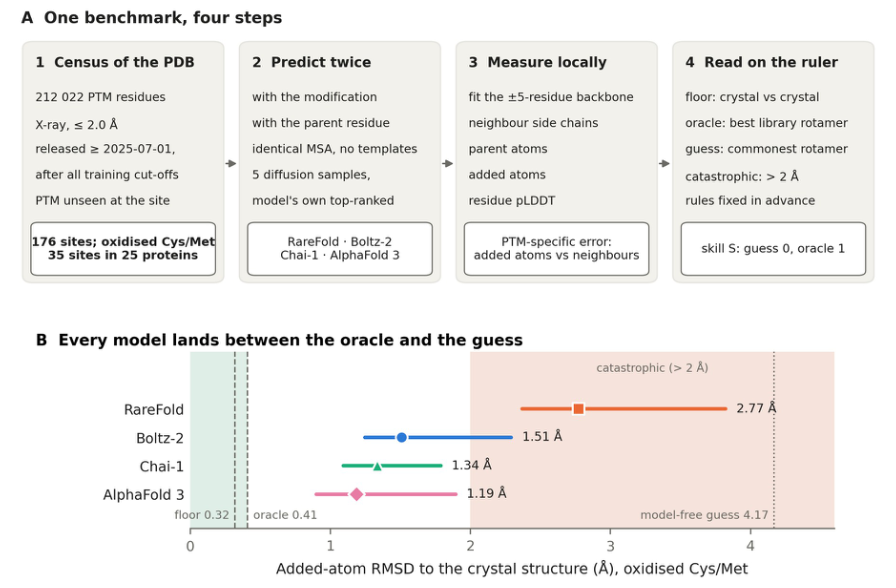 A One benchmark, four steps
1 Census of the PDB
212 022 PTM residues
X-ray, ≤ 2.0 Å
released ≥ 2025-07-01,
after all training cut-offs
PTM unseen at the site
176 sites; oxidised Cys/Met
35 sites in 25 proteins
2 Predict twice
with the modification
with the parent residue
identical MSA, no templates
5 diffusion samples,
model's own top-ranked
RareFold · Boltz-2
Chai-1 · AlphaFold 3
3 Measure locally
fit the ±5-residue backbone
neighbour side chains
parent atoms
added atoms
residue pLDDT
PTM-specific error:
added atoms vs neighbours
4 Read on the ruler
floor: crystal vs crystal
oracle: best library rotamer
guess: commonest rotamer
catastrophic: > 2 Å
rules fixed in advance
skill S: guess 0, oracle 1
B Every model lands between the oracle and the guess
catastrophic (> 2 Å)
RareFold 2.77 Å
Boltz-2 1.51 Å
Chai-1 1.34 Å
AlphaFold 3 1.19 Å
floor 0.32 oracle 0.41 model-free guess 4.17
0 1 2 3 4
Added-atom RMSD to the crystal structure (Å), oxidised Cys/Met